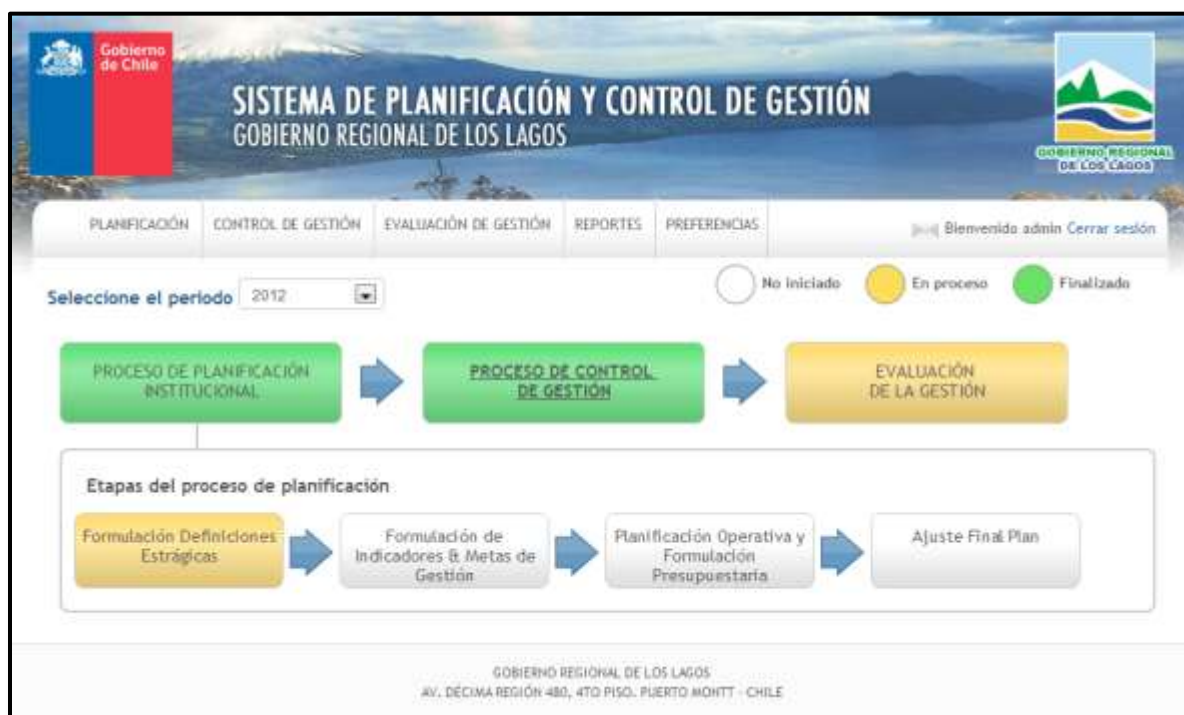 Gobierno
de Chile
SISTEMA DE PLANIFICACIÓN Y CONTROL DE GESTIÓN
GOBIERNO REGIONAL DE LOS LAGOS
GOBIERNO REGIONAL
DE LOS LAGOS
PLANIFICACIÓN CONTROL DE GESTIÓN EVALUACIÓN DE GESTIÓN REPORTES PREFERENCIAS Bienvenido admin Cerrar sesión
Seleccione el periodo 2012 No iniciado En proceso Finalizado
PROCESO DE PLANIFICACIÓN
INSTITUCIONAL
PROCESO DE CONTROL
DE GESTIÓN
EVALUACIÓN
DE LA GESTIÓN
Etapas del proceso de planificación
Formulación Definiciones
Estrágicas
Formulación de
Indicadores & Metas de
Gestión
Planificación Operativa y
Formulación
Presupuestaria
Ajuste Final Plan
GOBIERNO REGIONAL DE LOS LAGOS
AV. DÉCIMA REGIÓN 480, 4TO PISO. PUERTO MONTT - CHILE